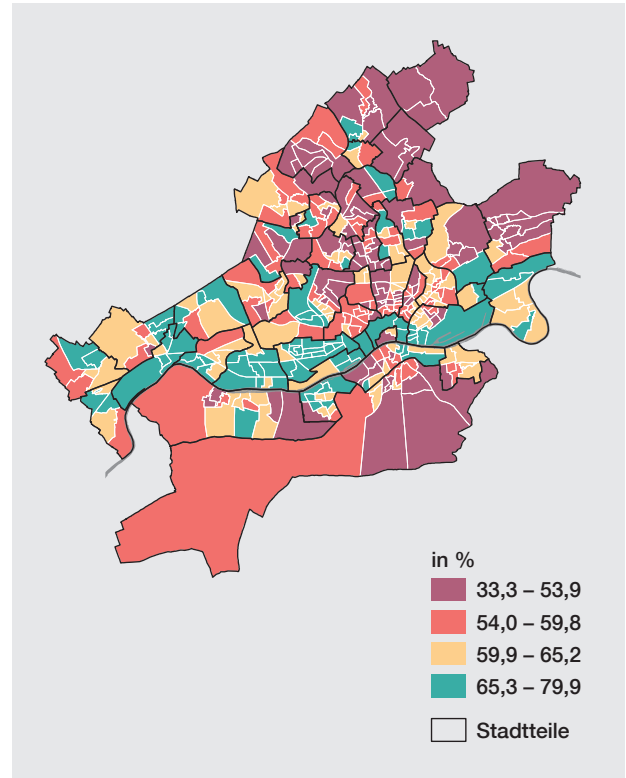 in %
33,3 – 53,9
54,0 – 59,8
59,9 – 65,2
65,3 – 79,9
Stadtteile